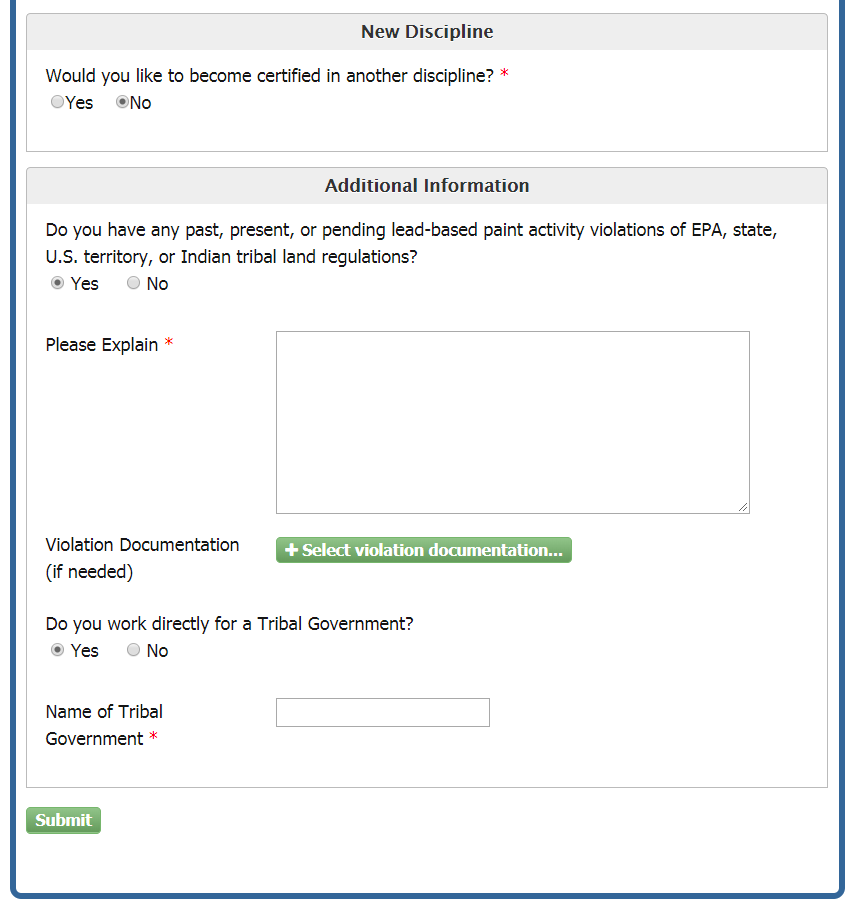 New Discipline
Would you like to become certified in another discipline? *
Yes No
Additional Information
Do you have any past, present, or pending lead-based paint activity violations of EPA, state,
U.S. territory, or Indian tribal land regulations?
Yes No
Please Explain *
Violation Documentation
(if needed)
+ Select violation documentation...
Do you work directly for a Tribal Government?
Yes No
Name of Tribal
Government *
Submit